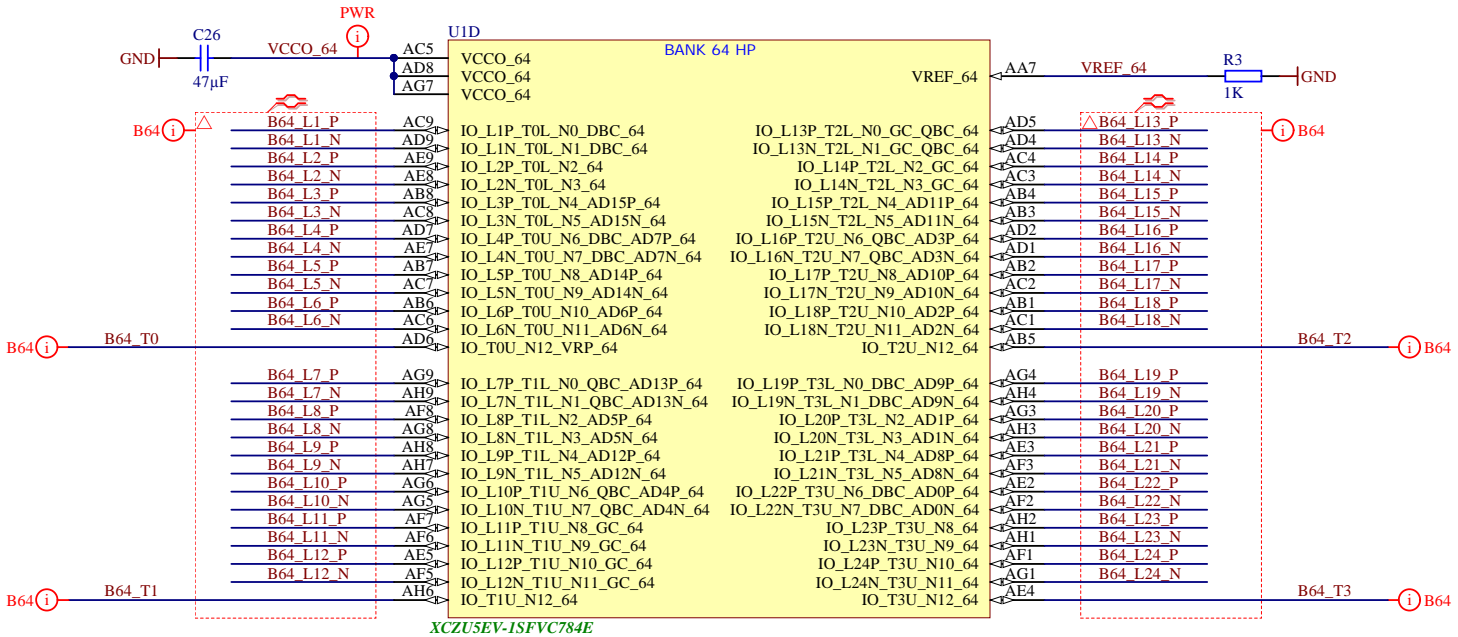 PWR
C26
GND
VCCO_64
47µF
U1D
BANK 64 HP
AC5 VCCO_64
AD8 VCCO_64
AG7 VCCO_64
VREF_64 AA7 VREF_64
R3
1K
GND
B64
B64_L1_P AC9 IO_L1P_T0L_N0_DBC_64
B64_L1_N AD9 IO_L1N_T0L_N1_DBC_64
B64_L2_P AE9 IO_L2P_T0L_N2_64
B64_L2_N AE8 IO_L2N_T0L_N3_64
B64_L3_P AB8 IO_L3P_T0L_N4_AD15P_64
B64_L3_N AC8 IO_L3N_T0L_N5_AD15N_64
B64_L4_P AD7 IO_L4P_T0U_N6_DBC_AD7P_64
B64_L4_N AE7 IO_L4N_T0U_N7_DBC_AD7N_64
B64_L5_P AB7 IO_L5P_T0U_N8_AD14P_64
B64_L5_N AC7 IO_L5N_T0U_N9_AD14N_64
B64_L6_P AB6 IO_L6P_T0U_N10_AD6P_64
B64_L6_N AC6 IO_L6N_T0U_N11_AD6N_64
B64 B64_T0 AD6 IO_T0U_N12_VRP_64
B64_L7_P AG9 IO_L7P_T1L_N0_QBC_AD13P_64
B64_L7_N AH9 IO_L7N_T1L_N1_QBC_AD13N_64
B64_L8_P AF8 IO_L8P_T1L_N2_AD5P_64
B64_L8_N AG8 IO_L8N_T1L_N3_AD5N_64
B64_L9_P AH8 IO_L9P_T1L_N4_AD12P_64
B64_L9_N AH7 IO_L9N_T1L_N5_AD12N_64
B64_L10_P AG6 IO_L10P_T1U_N6_QBC_AD4P_64
B64_L10_N AG5 IO_L10N_T1U_N7_QBC_AD4N_64
B64_L11_P AF7 IO_L11P_T1U_N8_GC_64
B64_L11_N AF6 IO_L11N_T1U_N9_GC_64
B64_L12_P AE5 IO_L12P_T1U_N10_GC_64
B64_L12_N AF5 IO_L12N_T1U_N11_GC_64
B64 B64_T1 AH6 IO_T1U_N12_64
IO_L13P_T2L_N0_GC_QBC_64 AD5 B64_L13_P
B64
IO_L13N_T2L_N1_GC_QBC_64 AD4 B64_L13_N
IO_L14P_T2L_N2_GC_64 AC4 B64_L14_P
IO_L14N_T2L_N3_GC_64 AC3 B64_L14_N
IO_L15P_T2L_N4_AD11P_64 AB4 B64_L15_P
IO_L15N_T2L_N5_AD11N_64 AB3 B64_L15_N
IO_L16P_T2U_N6_QBC_AD3P_64 AD2 B64_L16_P
IO_L16N_T2U_N7_QBC_AD3N_64 AD1 B64_L16_N
IO_L17P_T2U_N8_AD10P_64 AB2 B64_L17_P
IO_L17N_T2U_N9_AD10N_64 AC2 B64_L17_N
IO_L18P_T2U_N10_AD2P_64 AB1 B64_L18_P
IO_L18N_T2U_N11_AD2N_64 AC1 B64_L18_N
IO_T2U_N12_64 AB5 B64_T2 B64
IO_L19P_T3L_N0_DBC_AD9P_64 AG4 B64_L19_P
IO_L19N_T3L_N1_DBC_AD9N_64 AH4 B64_L19_N
IO_L20P_T3L_N2_AD1P_64 AG3 B64_L20_P
IO_L20N_T3L_N3_AD1N_64 AH3 B64_L20_N
IO_L21P_T3L_N4_AD8P_64 AE3 B64_L21_P
IO_L21N_T3L_N5_AD8N_64 AF3 B64_L21_N
IO_L22P_T3U_N6_DBC_AD0P_64 AE2 B64_L22_P
IO_L22N_T3U_N7_DBC_AD0N_64 AF2 B64_L22_N
IO_L23P_T3U_N8_64 AH2 B64_L23_P
IO_L23N_T3U_N9_64 AH1 B64_L23_N
IO_L24P_T3U_N10_64 AF1 B64_L24_P
IO_L24N_T3U_N11_64 AG1 B64_L24_N
IO_T3U_N12_64 AE4 B64_T3 B64
XCZU5EV-1SFVC784E